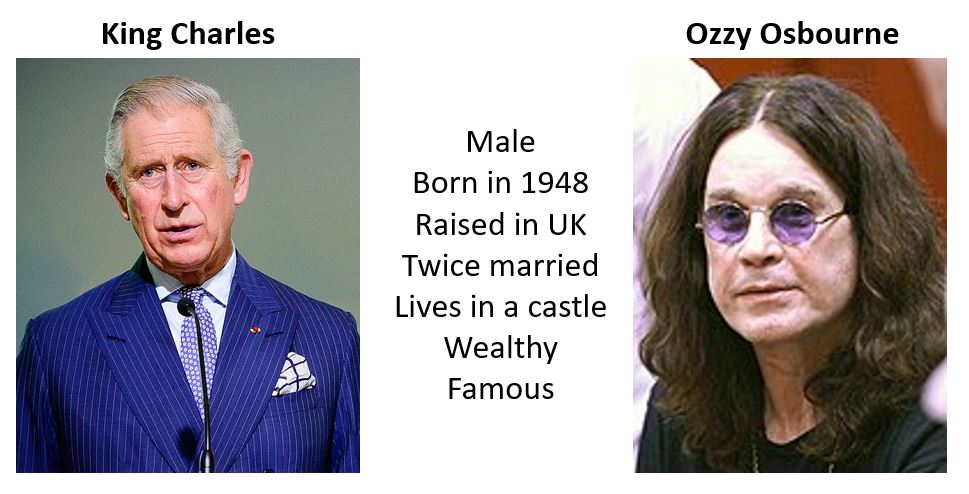 King Charles
Ozzy Osbourne
Male
Born in 1948
Raised in UK
Twice married
Lives in a castle
Wealthy
Famous